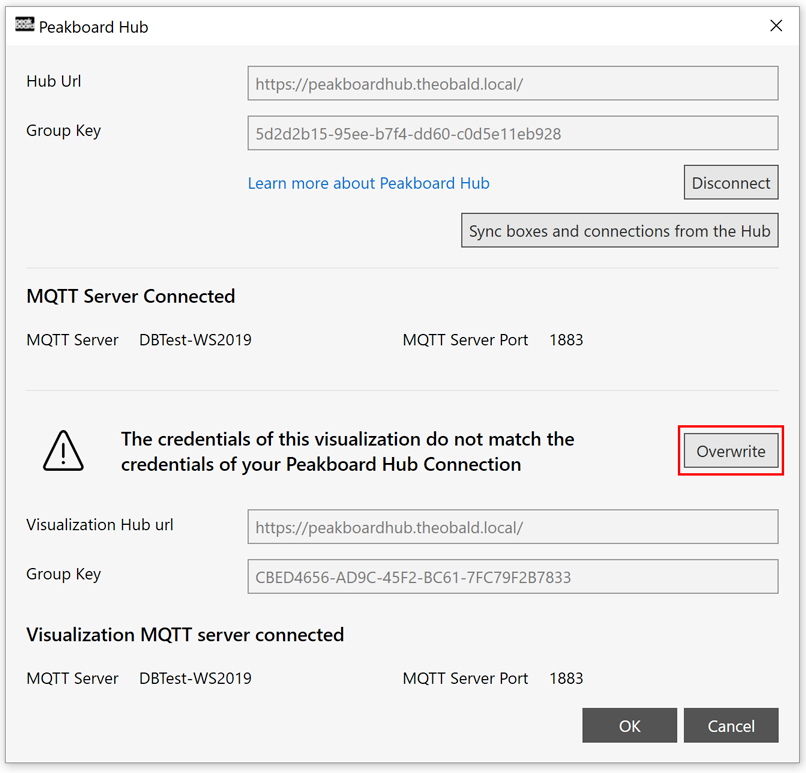 Peakboard Hub
Hub Url
https://peakboardhub.theobald.local/
Group Key
5d2d2b15-95ee-b7f4-dd60-c0d5e11eb928
Learn more about Peakboard Hub
Disconnect
Sync boxes and connections from the Hub
MQTT Server Connected
MQTT Server DBTest-WS2019 MQTT Server Port 1883
The credentials of this visualization do not match the
credentials of your Peakboard Hub Connection
Overwrite
Visualization Hub url
https://peakboardhub.theobald.local/
Group Key
CBED4656-AD9C-45F2-BC61-7FC79F2B7833
Visualization MQTT server connected
MQTT Server DBTest-WS2019 MQTT Server Port 1883
OK
Cancel